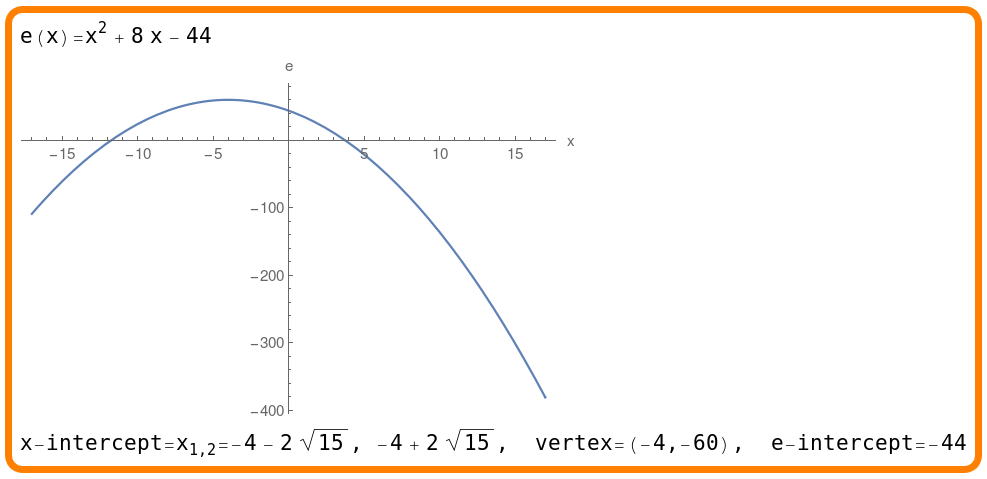 e(x)=x² + 8 x − 44
e
x
−15 −10 −5 5 10 15
−100
−200
−300
−400
x−intercept=x₁,₂=−4 − 2 √15 , −4 + 2 √15 , vertex=(−4,−60), e−intercept=−44